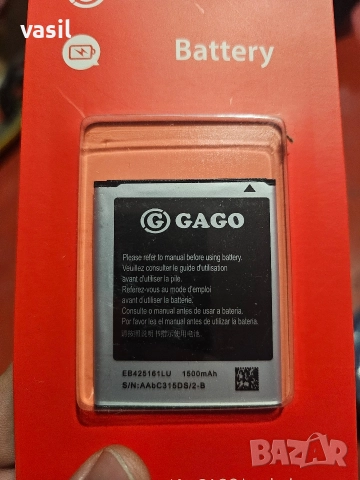 vasil
Battery
G GAGO
Please refer to manual before using battery.
Veuillez consulter le guide d'utilisation
avant d'utiliser la pile.
Referez-vous au mode d'emploi
avant d'utiliser la batterie.
Consulte o manual antes de usar a bateria.
Por favor lea el manual antes de utilizar la batería.
EB425161LU 1500mAh
S/N:AAbC315DS/2-B
BAZAR
bg